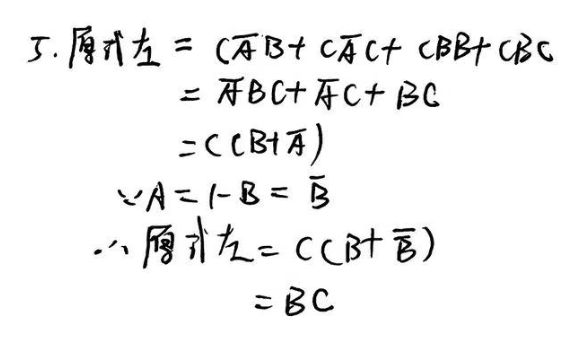 5. 原式左 = CĀB + CĀC + CBB + CBC
= ĀBC + ĀC + BC
= C(B+Ā)
∵ A = 1-B = B̄
∴ 原式左 = C(B+B̄)
= BC